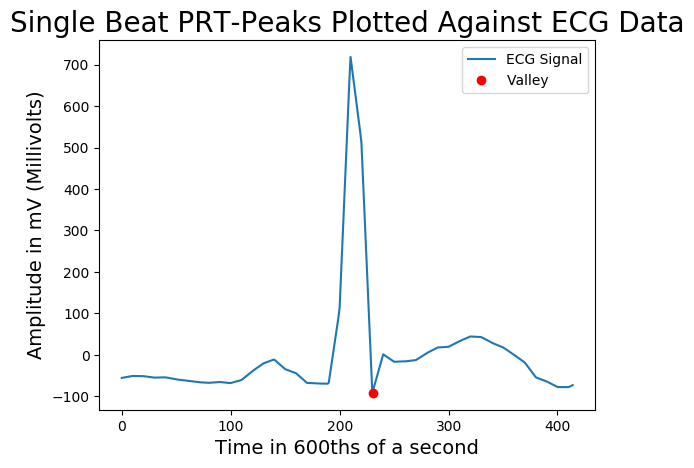 Single Beat PRT-Peaks Plotted Against ECG Data
ECG Signal
Valley
Amplitude in mV (Millivolts)
700
600
500
400
300
200
100
0
−100
0 100 200 300 400
Time in 600ths of a second